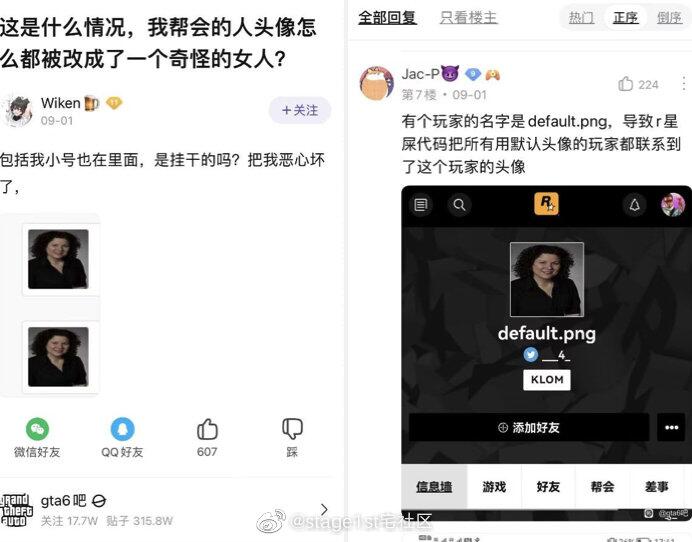 这是什么情况，我帮会的人头像怎
么都被改成了一个奇怪的女人？
Wiken
11
09-01
+关注
包括我小号也在里面，是挂干的吗？把我恶心坏
了，
微信好友
QQ好友
607
踩
grand
theft
auto
gta6吧
关注 17.7W 贴子 315.8W
全部回复
只看楼主
热门
正序
倒序
Jac-P
9
224
第7楼 · 09-01
有个玩家的名字是default.png，导致r星
屎代码把所有用默认头像的玩家都联系到
了这个玩家的头像
R
default.png
___4_
KLOM
添加好友
信息墙
游戏
好友
帮会
差事
@gta6吧
@stage1st宅社区